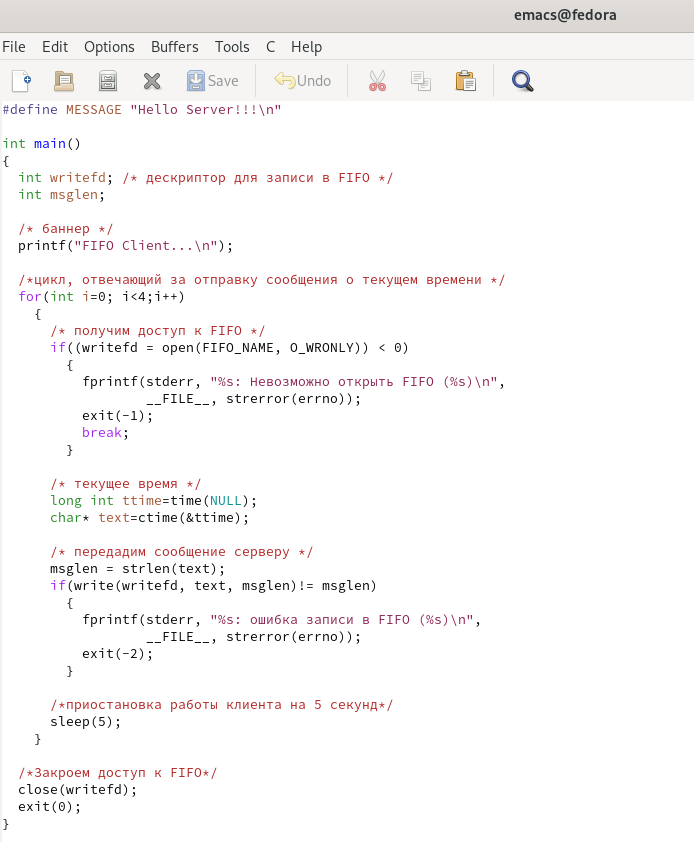 emacs@fedora
File Edit Options Buffers Tools C Help
Save Undo
#define MESSAGE "Hello Server!!!\n"

int main()
{
  int writefd; /* дескриптор для записи в FIFO */
  int msglen;

  /* баннер */
  printf("FIFO Client...\n");

  /*цикл, отвечающий за отправку сообщения о текущем времени */
  for(int i=0; i<4;i++)
    {
      /* получим доступ к FIFO */
      if((writefd = open(FIFO_NAME, O_WRONLY)) < 0)
        {
          fprintf(stderr, "%s: Невозможно открыть FIFO (%s)\n",
                  __FILE__, strerror(errno));
          exit(-1);
          break;
        }

      /* текущее время */
      long int ttime=time(NULL);
      char* text=ctime(&ttime);

      /* передадим сообщение серверу */
      msglen = strlen(text);
      if(write(writefd, text, msglen)!= msglen)
        {
          fprintf(stderr, "%s: ошибка записи в FIFO (%s)\n",
                  __FILE__, strerror(errno));
          exit(-2);
        }

      /*приостановка работы клиента на 5 секунд*/
      sleep(5);
    }

  /*Закроем доступ к FIFO*/
  close(writefd);
  exit(0);
}